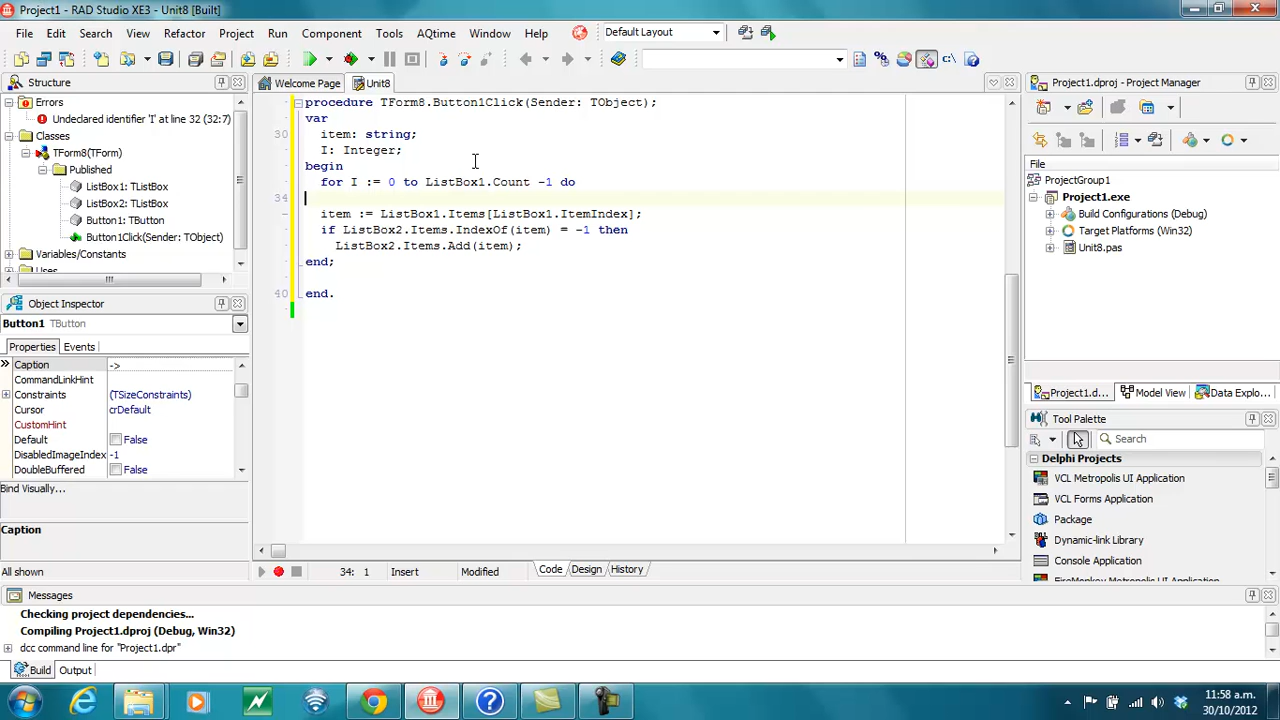 Project1 - RAD Studio XE3 - Unit8 [Built]
File Edit Search View Refactor Project Run Component Tools AQtime Window Help Default Layout
Structure
Welcome Page Unit8
Project1.dproj - Project Manager
Errors
Undeclared identifier 'I' at line 32 (32:7)
Classes
TForm8(TForm)
Published
ListBox1: TListBox
ListBox2: TListBox
Button1: TButton
Button1Click(Sender: TObject)
Variables/Constants
Uses
Object Inspector
Button1 TButton
Properties Events
Caption ->
CommandLinkHint
Constraints (TSizeConstraints)
Cursor crDefault
CustomHint
Default False
DisabledImageIndex -1
DoubleBuffered False
Bind Visually...
Caption
All shown
procedure TForm8.Button1Click(Sender: TObject);
var
30 item: string;
I: Integer;
begin
for I := 0 to ListBox1.Count -1 do
34
item := ListBox1.Items[ListBox1.ItemIndex];
if ListBox2.Items.IndexOf(item) = -1 then
ListBox2.Items.Add(item);
end;
40 end.
34: 1 Insert Modified Code Design History
File
ProjectGroup1
Project1.exe
Build Configurations (Debug)
Target Platforms (Win32)
Unit8.pas
Project1.d... Model View Data Explo...
Tool Palette
Search
Delphi Projects
VCL Metropolis UI Application
VCL Forms Application
Package
Dynamic-link Library
Console Application
FireMonkey Metropolis UI Application
Messages
Checking project dependencies...
Compiling Project1.dproj (Debug, Win32)
dcc command line for "Project1.dpr"
Build Output
11:58 a.m.
30/10/2012